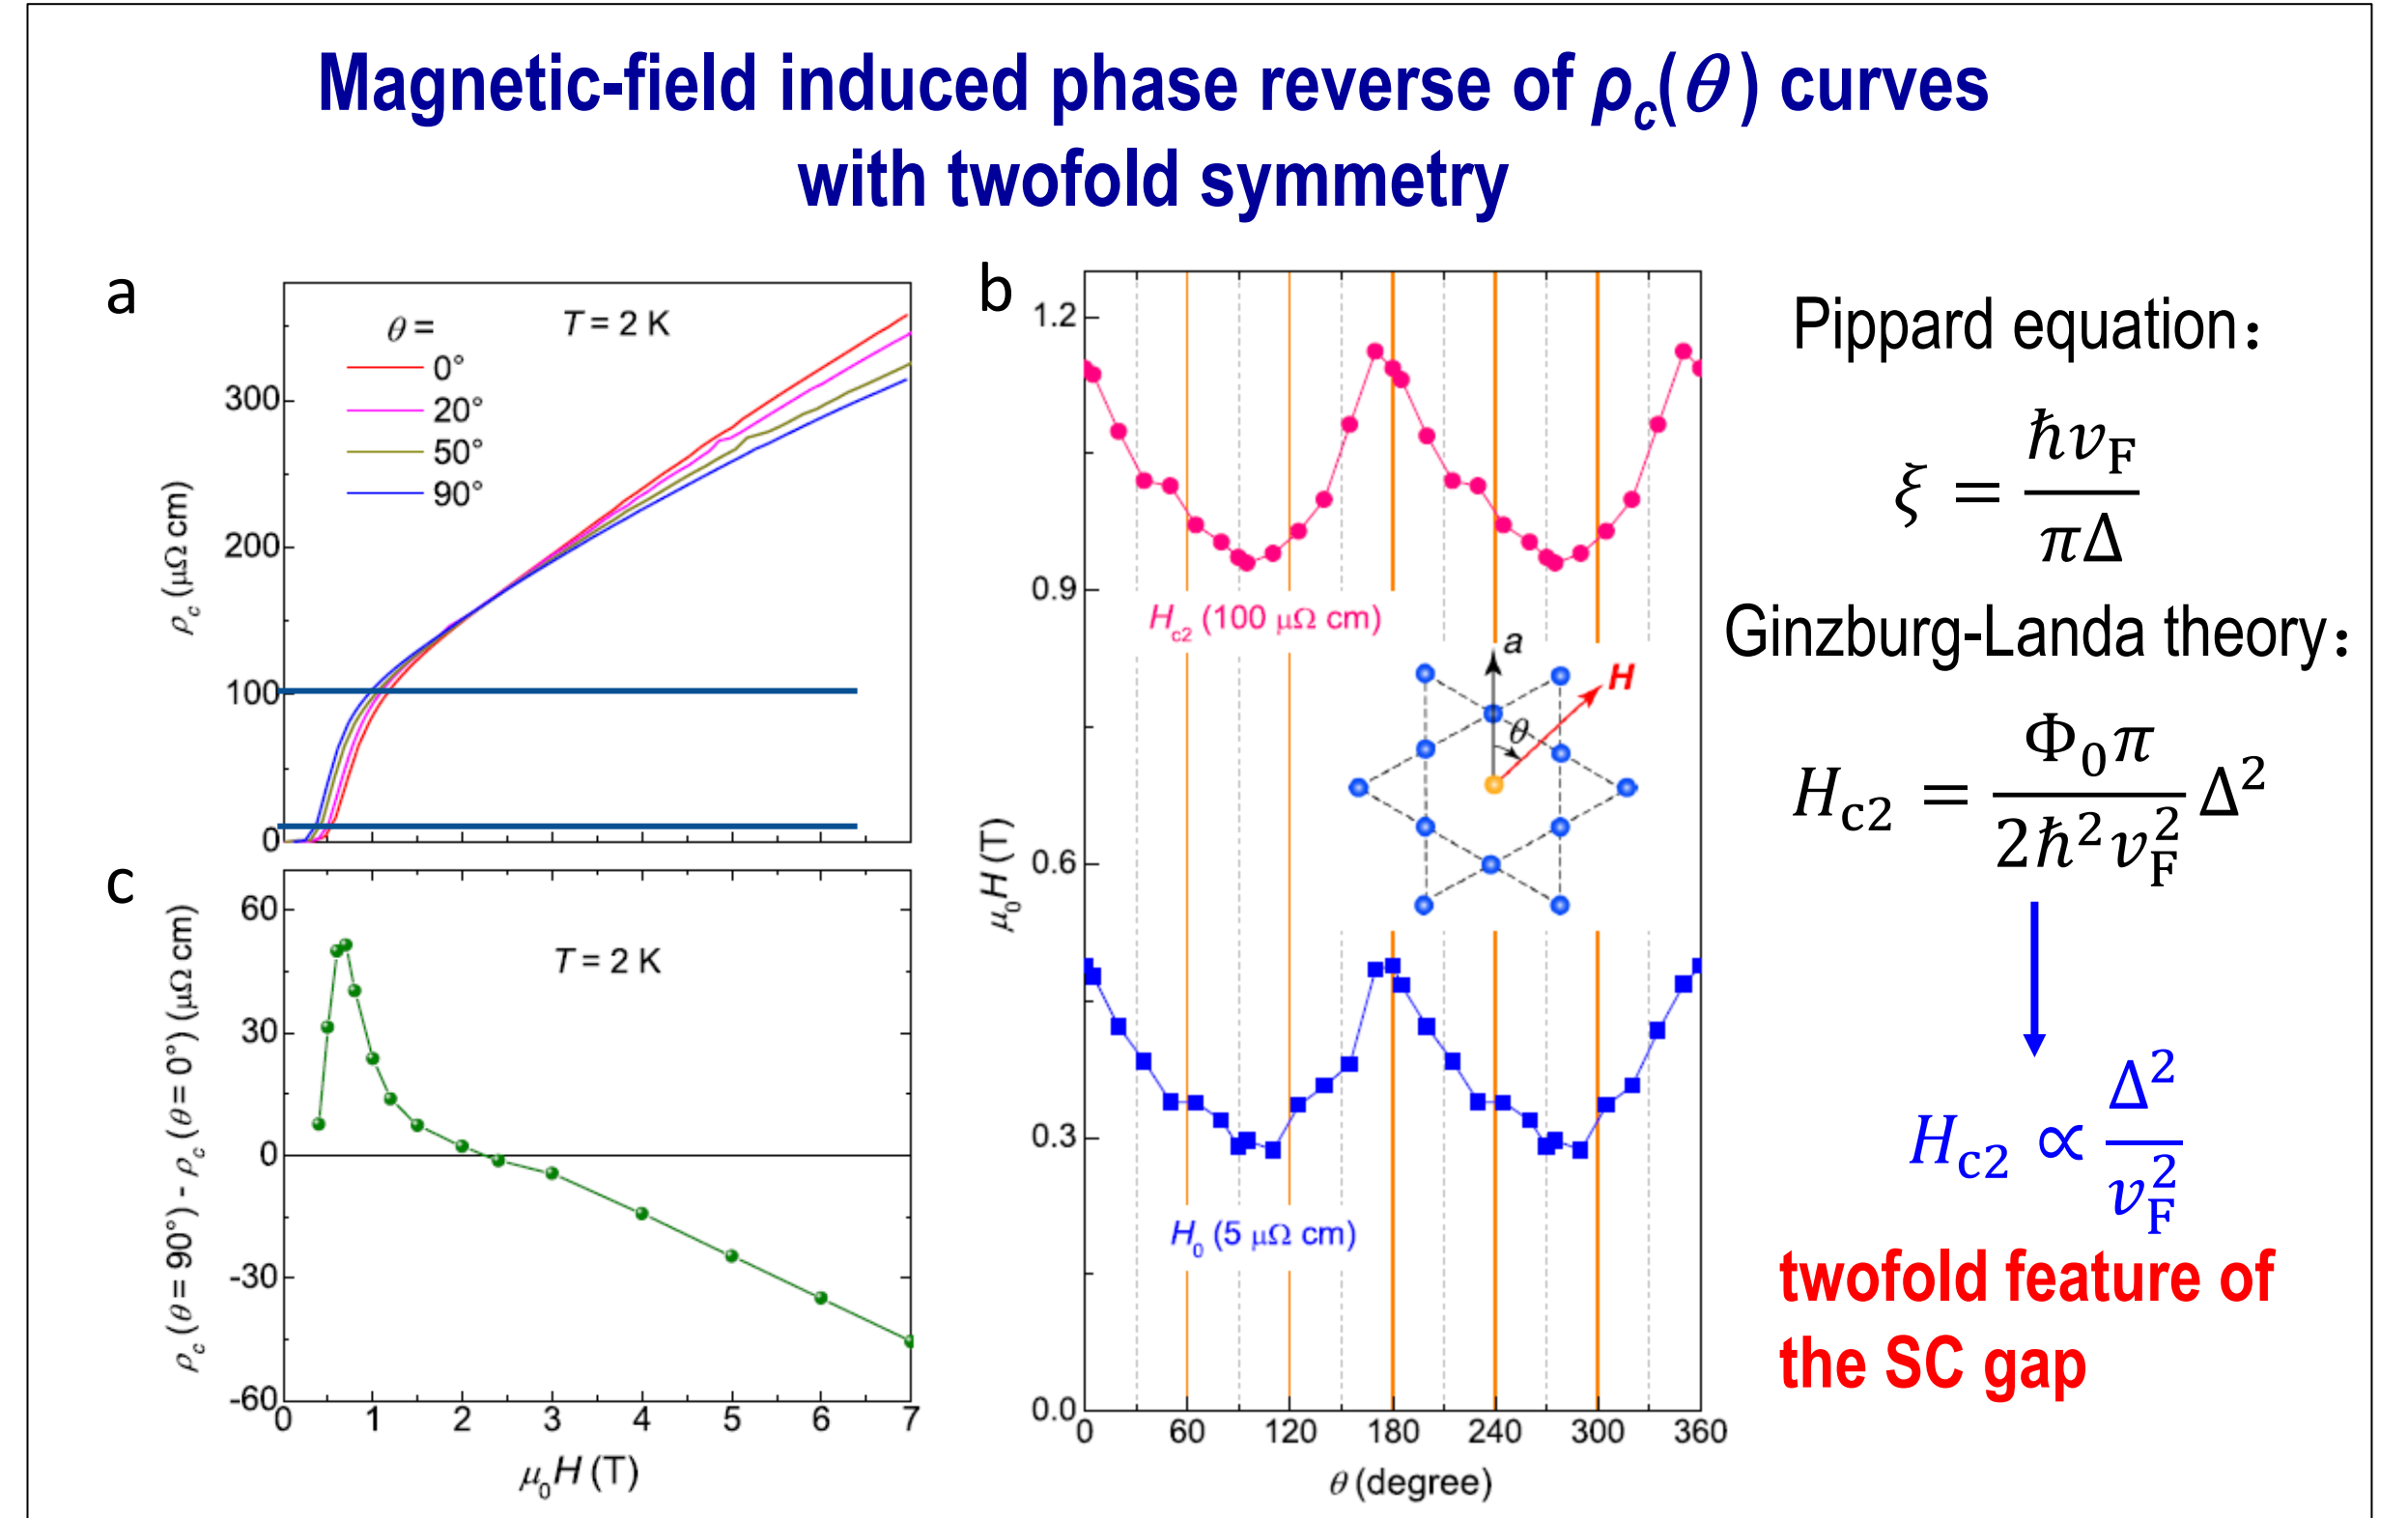 Magnetic-field induced phase reverse of ρc(θ) curves
with twofold symmetry
a
θ =
T = 2 K
0°
20°
50°
90°
300
200
100
0
ρc (μΩ cm)
c
60
30
0
-30
-60
T = 2 K
ρc (θ = 90°) - ρc (θ = 0°) (μΩ cm)
0 1 2 3 4 5 6 7
μ0H (T)
b
1.2
0.9
0.6
0.3
0.0
μ0H (T)
Hc2 (100 μΩ cm)
a
H
θ
H0 (5 μΩ cm)
0 60 120 180 240 300 360
θ (degree)
Pippard equation：
ξ = ℏvF / πΔ
Ginzburg-Landa theory：
Hc2 = Φ0π / 2ℏ²vF² Δ²
Hc2 ∝ Δ² / vF²
twofold feature of
the SC gap